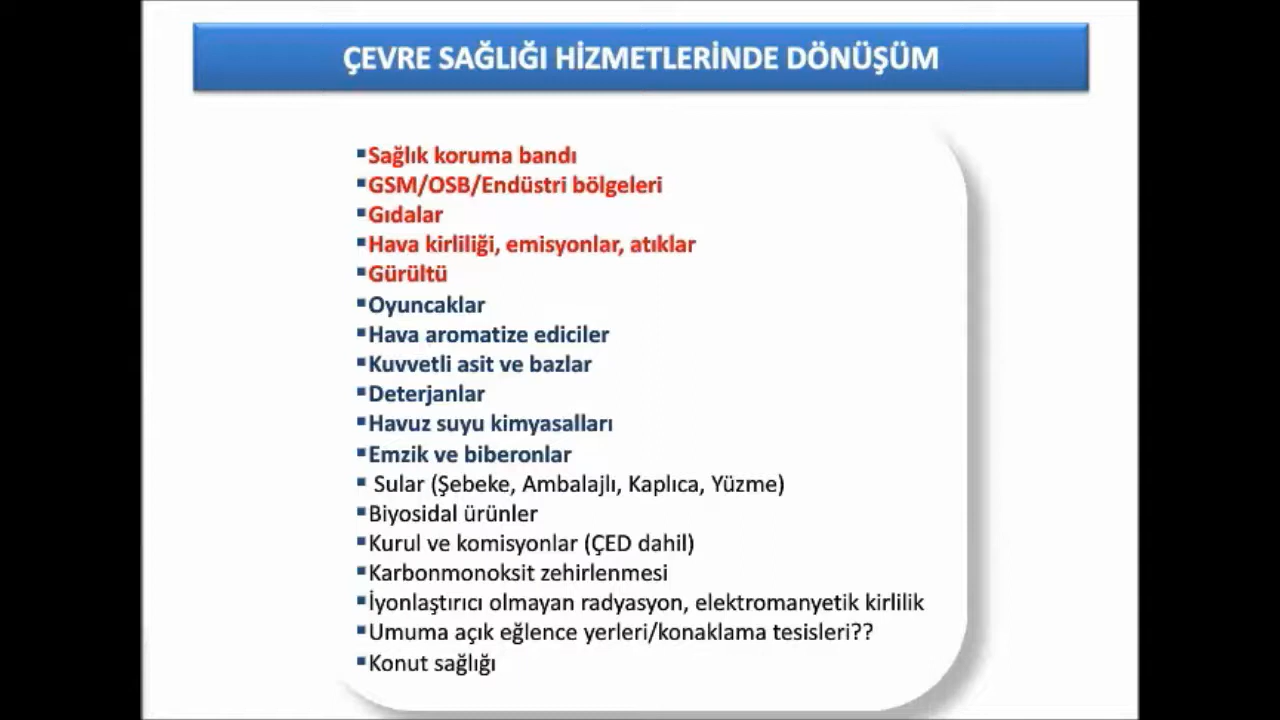 ÇEVRE SAĞLIĞI HİZMETLERİNDE DÖNÜŞÜM
▪Sağlık koruma bandı
▪GSM/OSB/Endüstri bölgeleri
▪Gıdalar
▪Hava kirliliği, emisyonlar, atıklar
▪Gürültü
▪Oyuncaklar
▪Hava aromatize ediciler
▪Kuvvetli asit ve bazlar
▪Deterjanlar
▪Havuz suyu kimyasalları
▪Emzik ve biberonlar
▪ Sular (Şebeke, Ambalajlı, Kaplıca, Yüzme)
▪Biyosidal ürünler
▪Kurul ve komisyonlar (ÇED dahil)
▪Karbonmonoksit zehirlenmesi
▪İyonlaştırıcı olmayan radyasyon, elektromanyetik kirlilik
▪Umuma açık eğlence yerleri/konaklama tesisleri??
▪Konut sağlığı